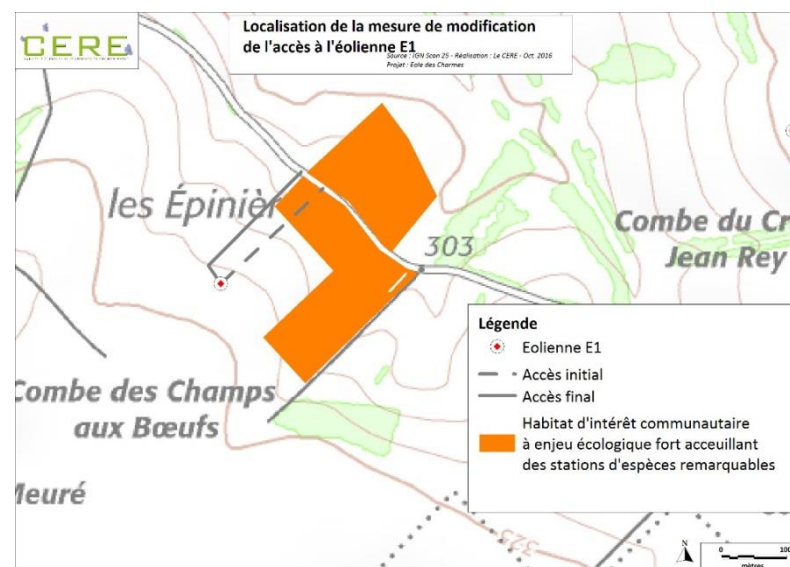 CERE
Localisation de la mesure de modification
de l'accès à l'éolienne E1
Source : IGN Scan 25 - Réalisation : Le CERE - Oct. 2016
Projet : Eole des Charmes
les Épinièr
303
Combe du Cr
Jean Rey
Combe des Champs
aux Bœufs
Meuré
325
Légende
Eolienne E1
Accès initial
Accès final
Habitat d'intérêt communautaire
à enjeu écologique fort acceuillant
des stations d'espèces remarquables
N
0 100
mètres